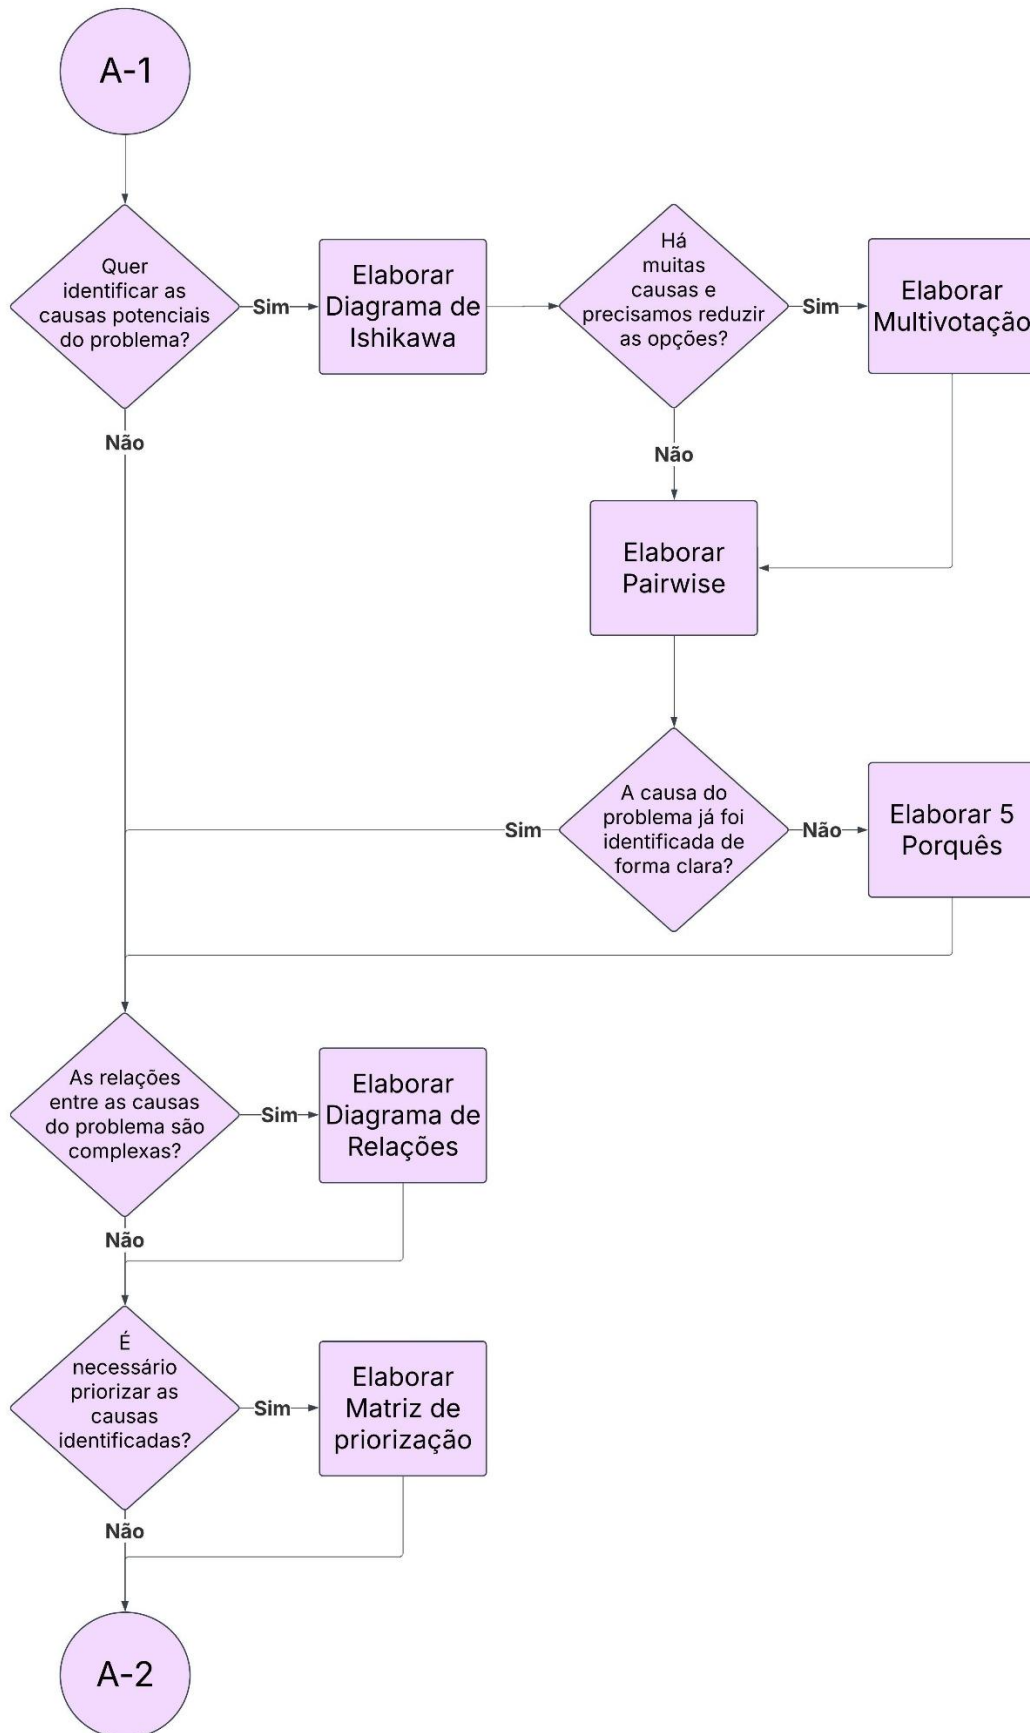 A-1
Quer
identificar as
causas potenciais
do problema?
Sim
Elaborar
Diagrama de
Ishikawa
Há
muitas
causas e
precisamos reduzir
as opções?
Sim
Elaborar
Multivotação
Não
Não
Elaborar
Pairwise
A causa do
problema já foi
identificada de
forma clara?
Sim
Não
Elaborar 5
Porquês
As relações
entre as causas
do problema são
complexas?
Sim
Elaborar
Diagrama de
Relações
Não
É
necessário
priorizar as
causas
identificadas?
Sim
Elaborar
Matriz de
priorização
Não
A-2